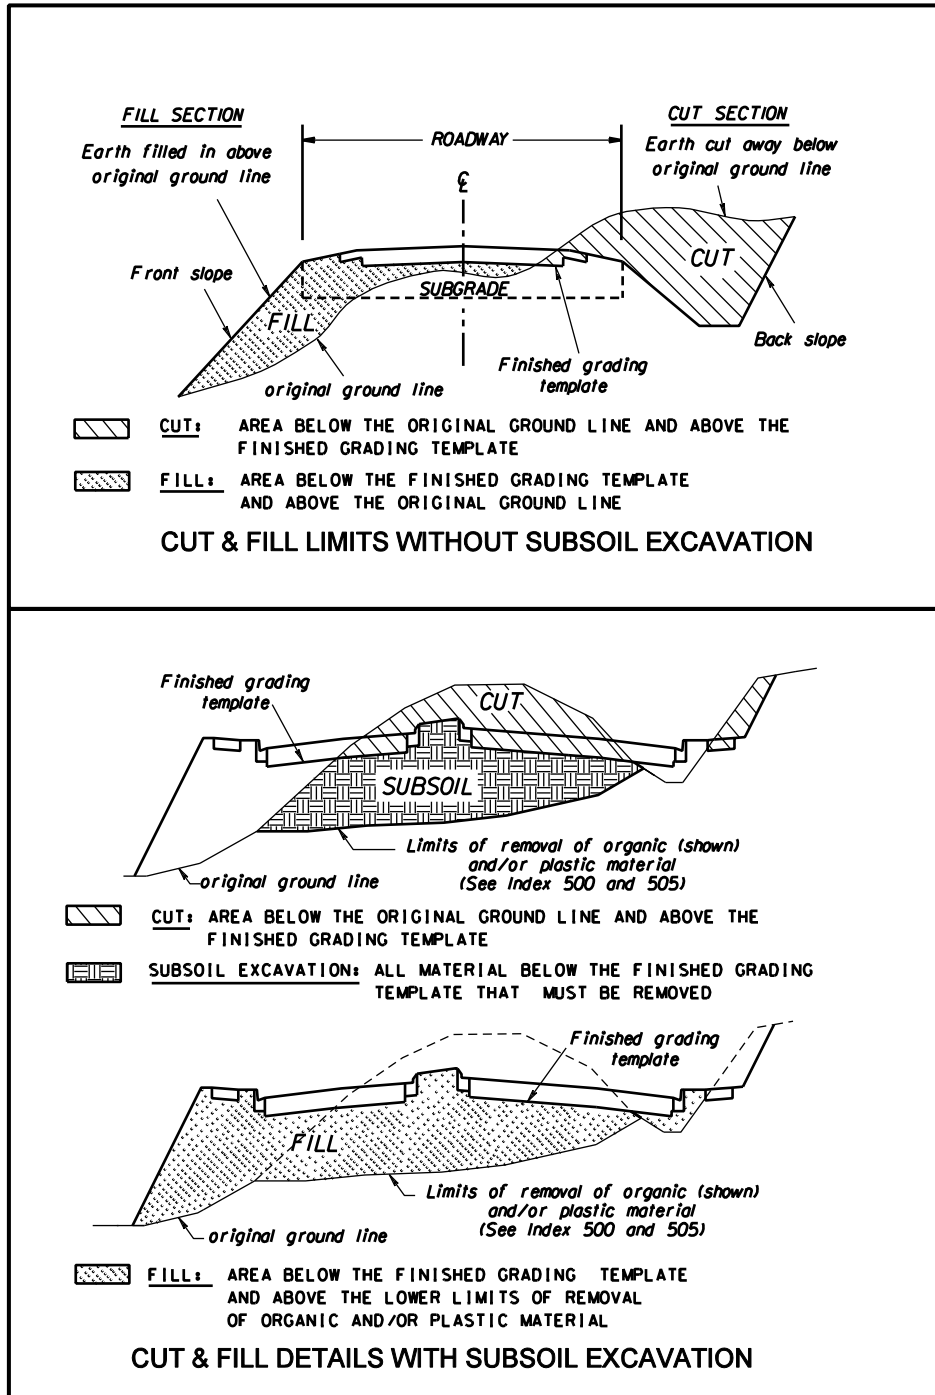 FILL SECTION
Earth filled in above
original ground line
ROADWAY
CUT SECTION
Earth cut away below
original ground line
℄
Front slope
CUT
SUBGRADE
FILL
Back slope
Finished grading
template
original ground line
CUT: AREA BELOW THE ORIGINAL GROUND LINE AND ABOVE THE
FINISHED GRADING TEMPLATE
FILL: AREA BELOW THE FINISHED GRADING TEMPLATE
AND ABOVE THE ORIGINAL GROUND LINE
CUT & FILL LIMITS WITHOUT SUBSOIL EXCAVATION
Finished grading
template
CUT
SUBSOIL
Limits of removal of organic (shown)
and/or plastic material
(See Index 500 and 505)
original ground line
CUT: AREA BELOW THE ORIGINAL GROUND LINE AND ABOVE THE
FINISHED GRADING TEMPLATE
SUBSOIL EXCAVATION: ALL MATERIAL BELOW THE FINISHED GRADING
TEMPLATE THAT MUST BE REMOVED
Finished grading
template
FILL
Limits of removal of organic (shown)
and/or plastic material
(See Index 500 and 505)
original ground line
FILL: AREA BELOW THE FINISHED GRADING TEMPLATE
AND ABOVE THE LOWER LIMITS OF REMOVAL
OF ORGANIC AND/OR PLASTIC MATERIAL
CUT & FILL DETAILS WITH SUBSOIL EXCAVATION